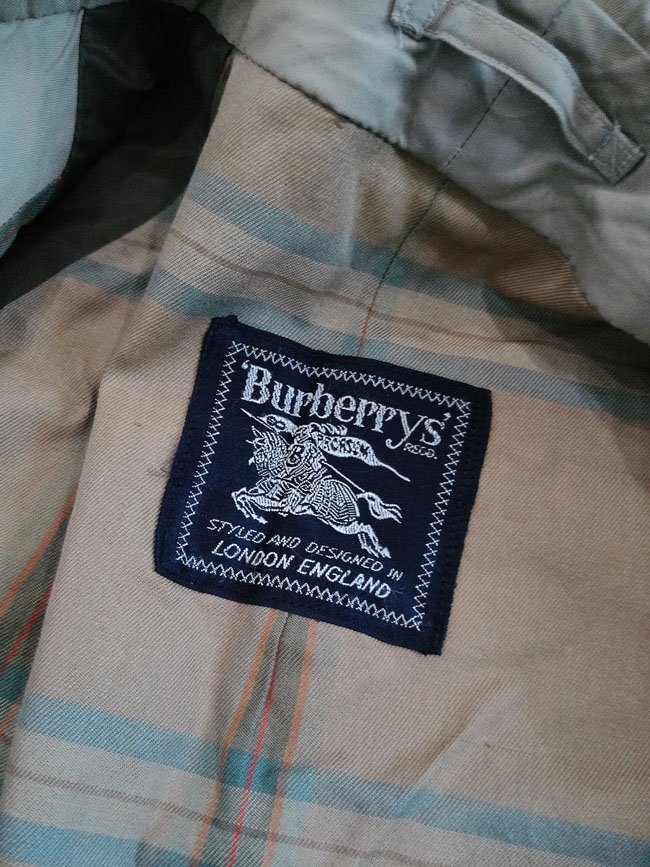 'Burberrys'
REGD.
STYLED AND DESIGNED IN
LONDON ENGLAND